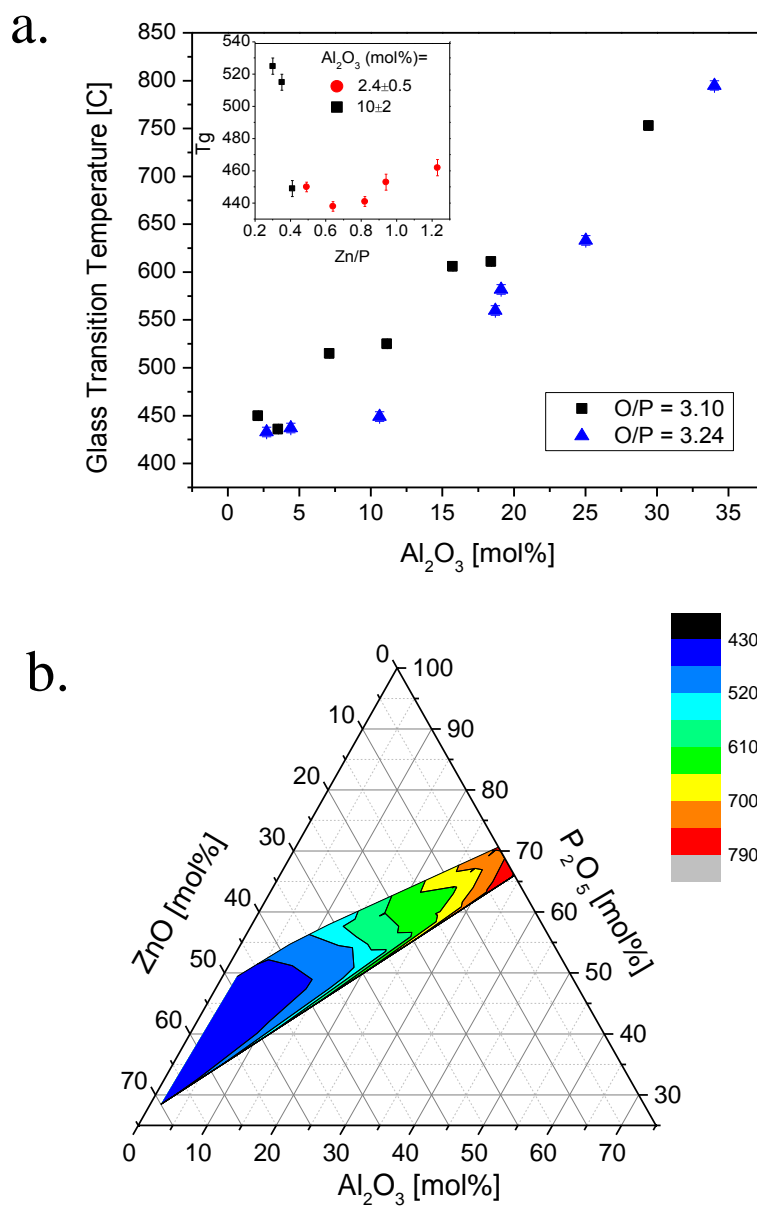 a.
850
800
750
700
650
600
550
500
450
400
Glass Transition Temperature [C]
0 5 10 15 20 25 30 35
Al₂O₃ [mol%]
540
520
500
480
460
440
Tg
0.2 0.4 0.6 0.8 1.0 1.2
Zn/P
Al₂O₃ (mol%)=
2.4±0.5
10±2
O/P = 3.10
O/P = 3.24
b.
0
10
20
30
40
50
60
70
ZnO [mol%]
100
90
80
70
60
50
40
30
P₂O₅ [mol%]
0 10 20 30 40 50 60 70
Al₂O₃ [mol%]
430
520
610
700
790